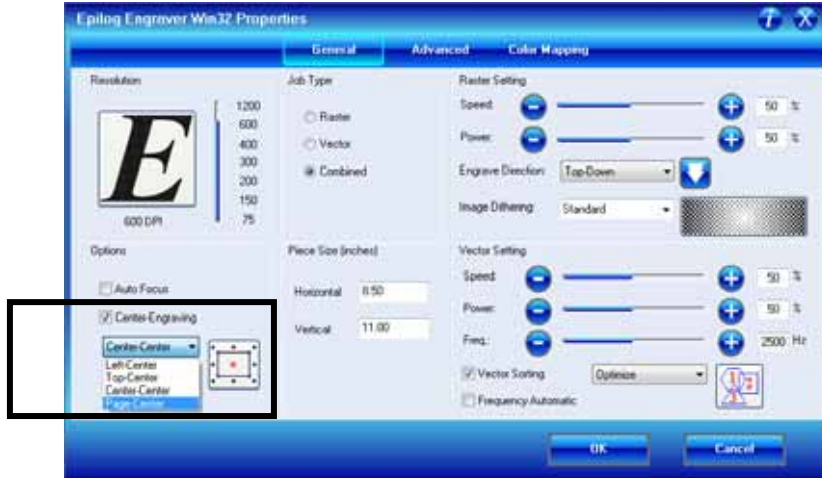 Epilog Engraver Win32 Properties
? X
General Advanced Color Mapping
Resolution
E
600 DPI
1200
600
400
300
200
150
75
Job Type
Raster
Vector
Combined
Raster Setting
Speed: 50 %
Power: 50 %
Engrave Direction: Top-Down
Image Dithering: Standard
Options
Auto Focus
Center-Engraving
Center-Center
Left-Center
Top-Center
Center-Center
Page-Center
Piece Size (inches)
Horizontal 8.50
Vertical 11.00
Vector Setting
Speed: 50 %
Power: 50 %
Freq.: 2500 Hz
Vector Sorting: Optimize
Frequency Automatic
OK Cancel